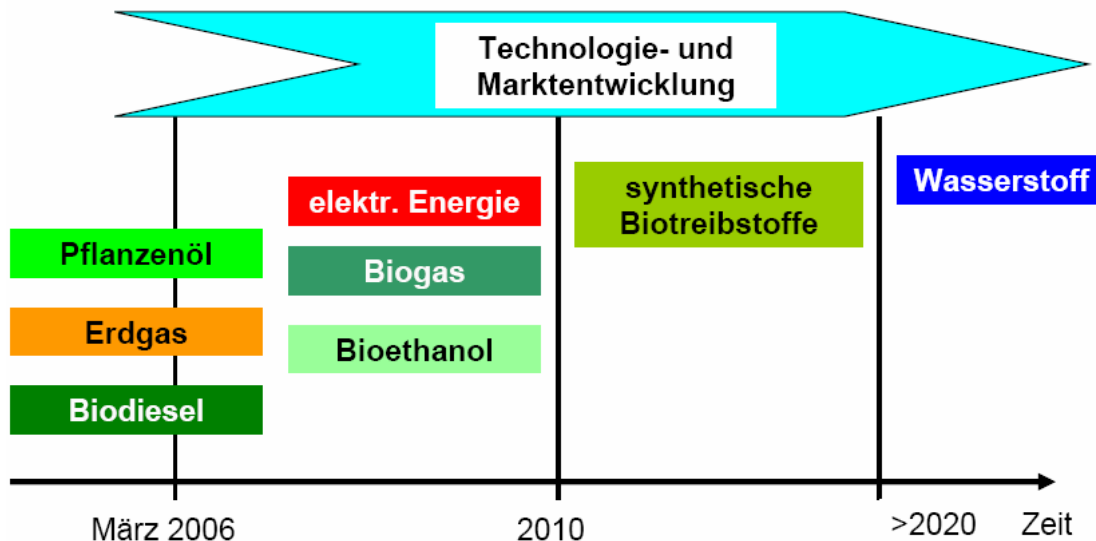 Technologie- und
Marktentwicklung
elektr. Energie
synthetische
Biotreibstoffe
Wasserstoff
Pflanzenöl
Biogas
Erdgas
Bioethanol
Biodiesel
März 2006
2010
>2020
Zeit